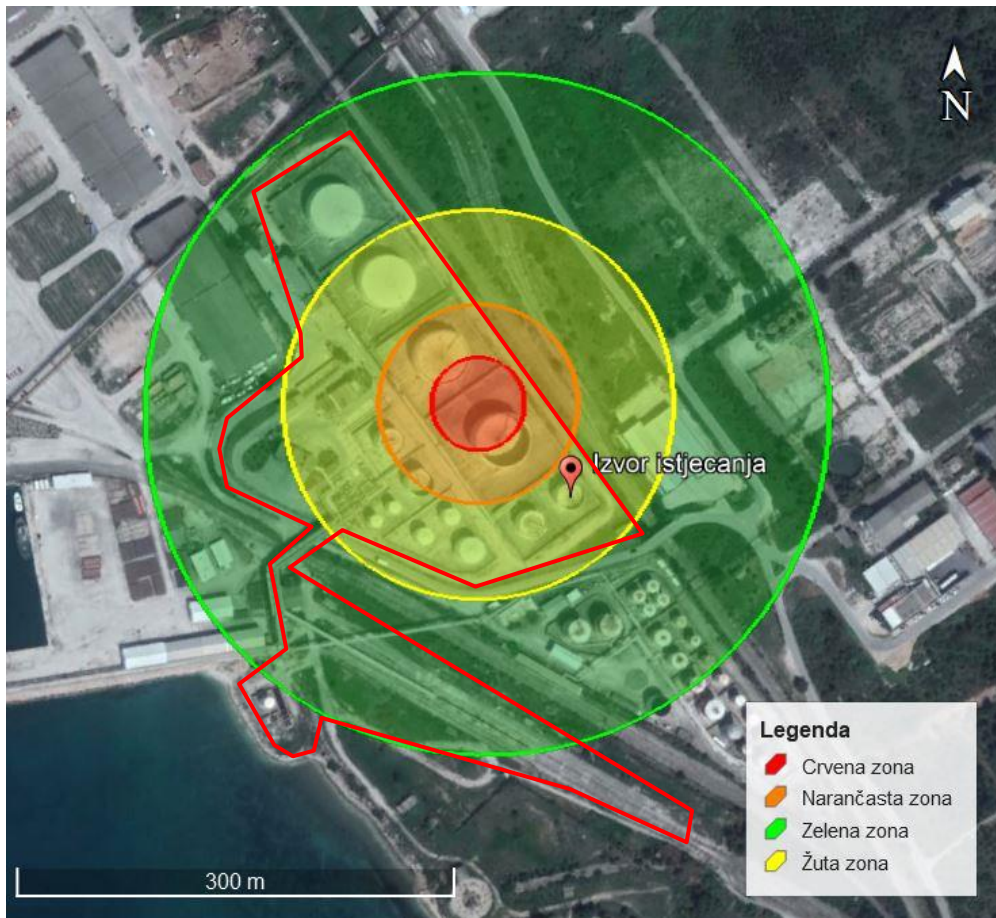 N
Izvor istjecanja
Legenda
Crvena zona
Narančasta zona
Zelena zona
Žuta zona
300 m